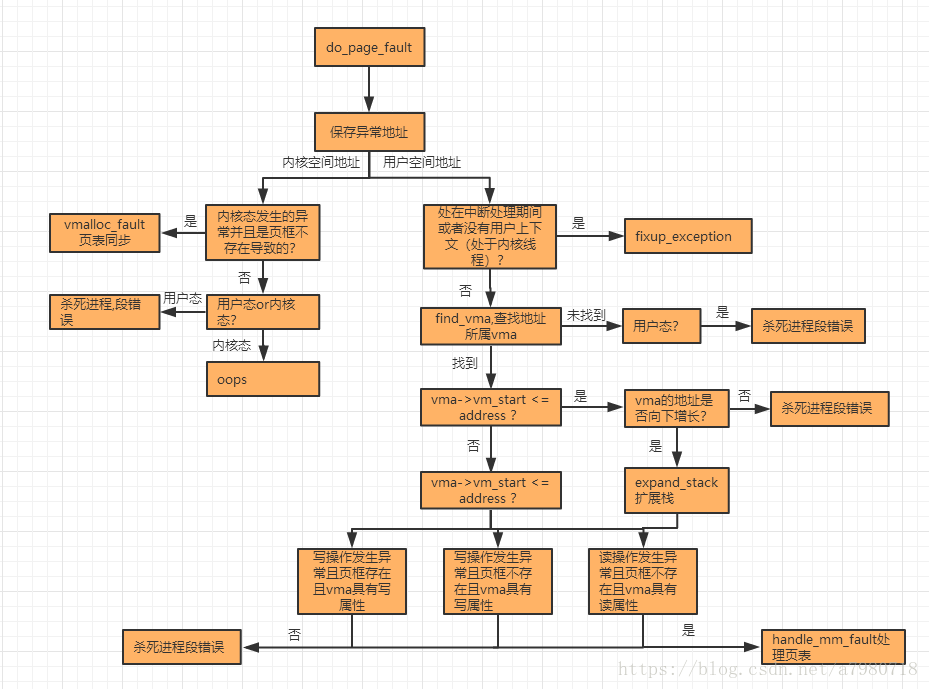 do_page_fault
保存异常地址
内核空间地址
用户空间地址
内核态发生的异
常并且是页框不
存在导致的?
是
vmalloc_fault
页表同步
处在中断处理期间
或者没有用户上下
文（处于内核线
程）?
是
fixup_exception
否
用户态or内核
态?
用户态
杀死进程,段错
误
内核态
oops
否
find_vma,查找地址
所属vma
未找到
用户态?
是
杀死进程段错误
找到
vma->vm_start <=
address ?
是
vma的地址是
否向下增长?
否
杀死进程段错误
否
是
vma->vm_start <=
address ?
expand_stack
扩展栈
写操作发生异
常且页框存在
且vma具有写
属性
写操作发生异
常且页框不存
在且vma具有
写属性
读操作发生异
常且页框不存
在且vma具有
读属性
否
杀死进程段错误
是
handle_mm_fault处
理页表
https://blog.csdn.net/a7980718